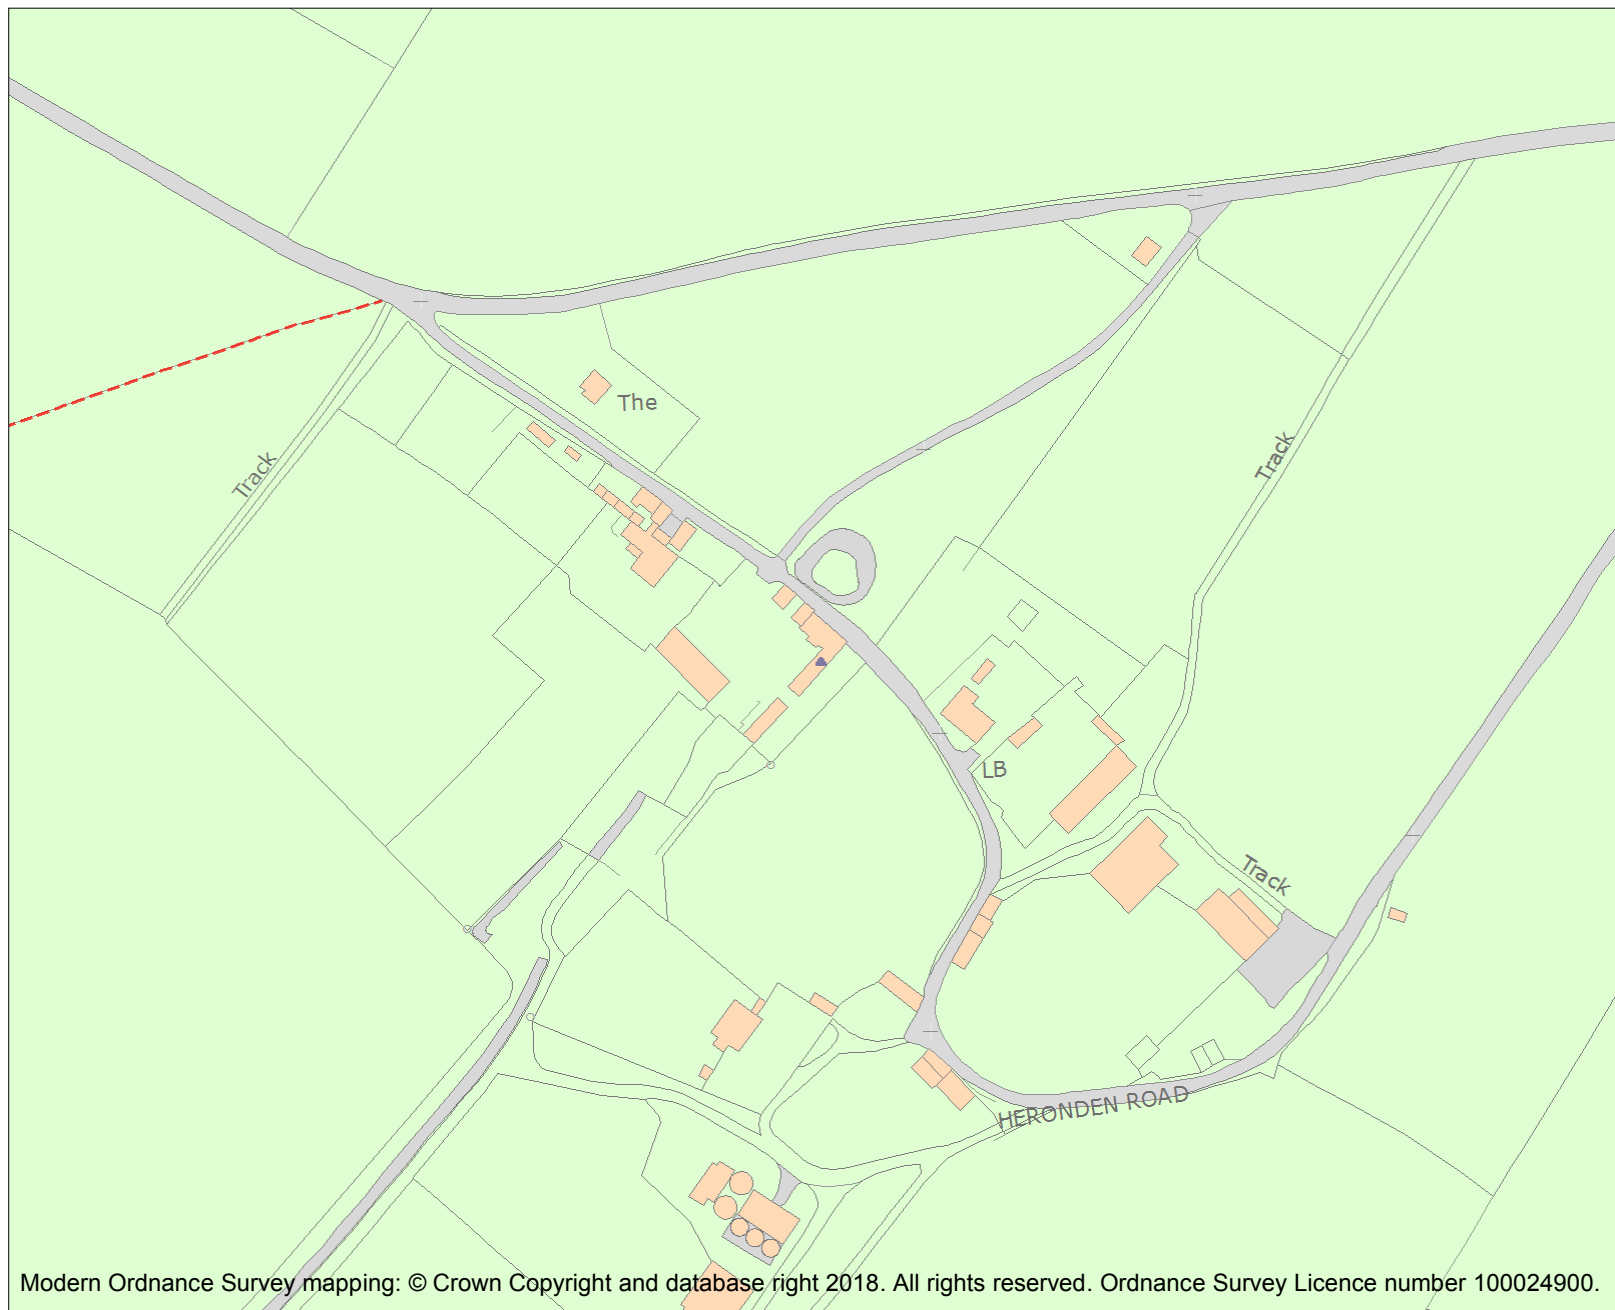 The
Track
Track
LB
Track
HERONDEN ROAD
Modern Ordnance Survey mapping: © Crown Copyright and database right 2018. All rights reserved. Ordnance Survey Licence number 100024900.